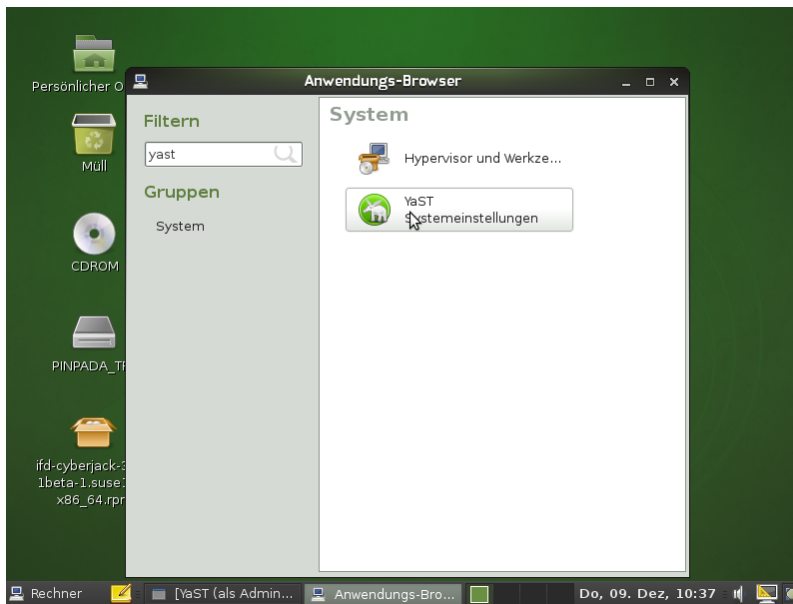 Persönlicher O
Müll
CDROM
PINPADA_TR
ifd-cyberjack-3
1beta-1.suse1
x86_64.rpr
Anwendungs-Browser
Filtern
yast
Gruppen
System
System
Hypervisor und Werkze...
YaST
Systemeinstellungen
Rechner
[YaST (als Admin...
Anwendungs-Bro...
Do, 09. Dez, 10:37